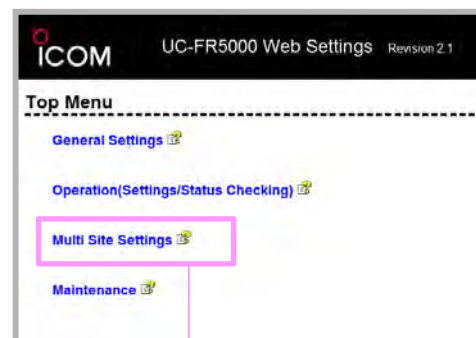 ICOM UC-FR5000 Web Settings Revision 2.1
Top Menu
General Settings
Operation(Settings/Status Checking)
Multi Site Settings
Maintenance